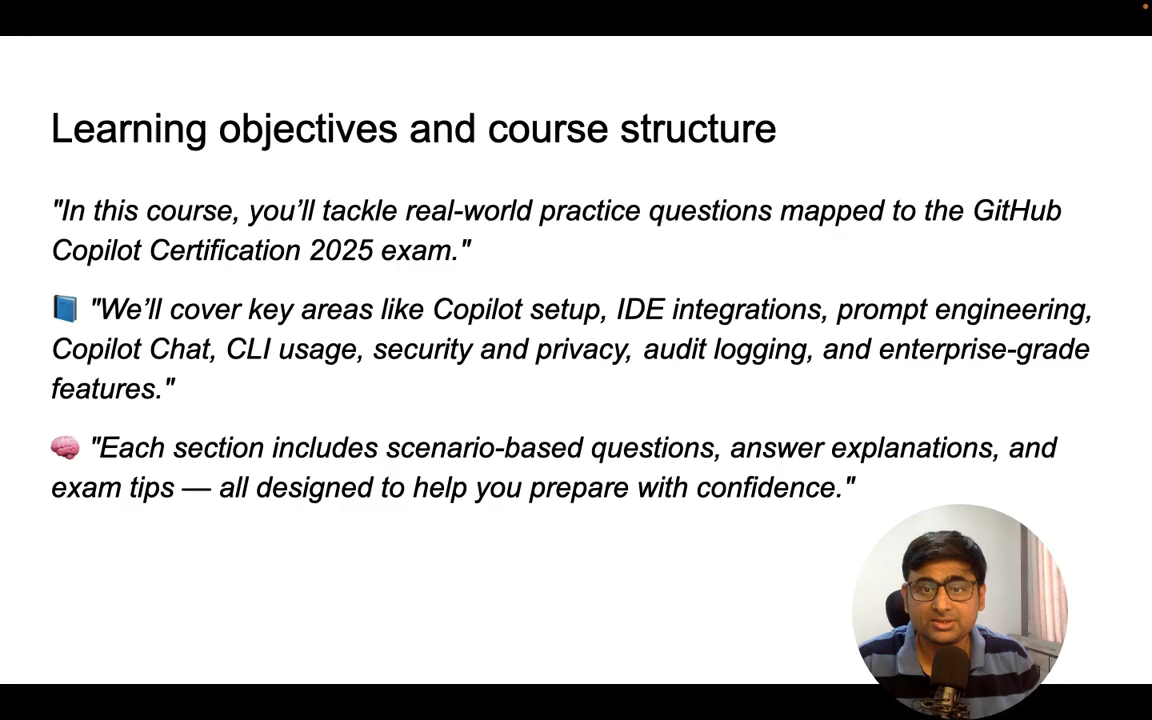 Learning objectives and course structure
"In this course, you’ll tackle real-world practice questions mapped to the GitHub
Copilot Certification 2025 exam."
📘 "We’ll cover key areas like Copilot setup, IDE integrations, prompt engineering,
Copilot Chat, CLI usage, security and privacy, audit logging, and enterprise-grade
features."
🧠 "Each section includes scenario-based questions, answer explanations, and
exam tips — all designed to help you prepare with confidence."